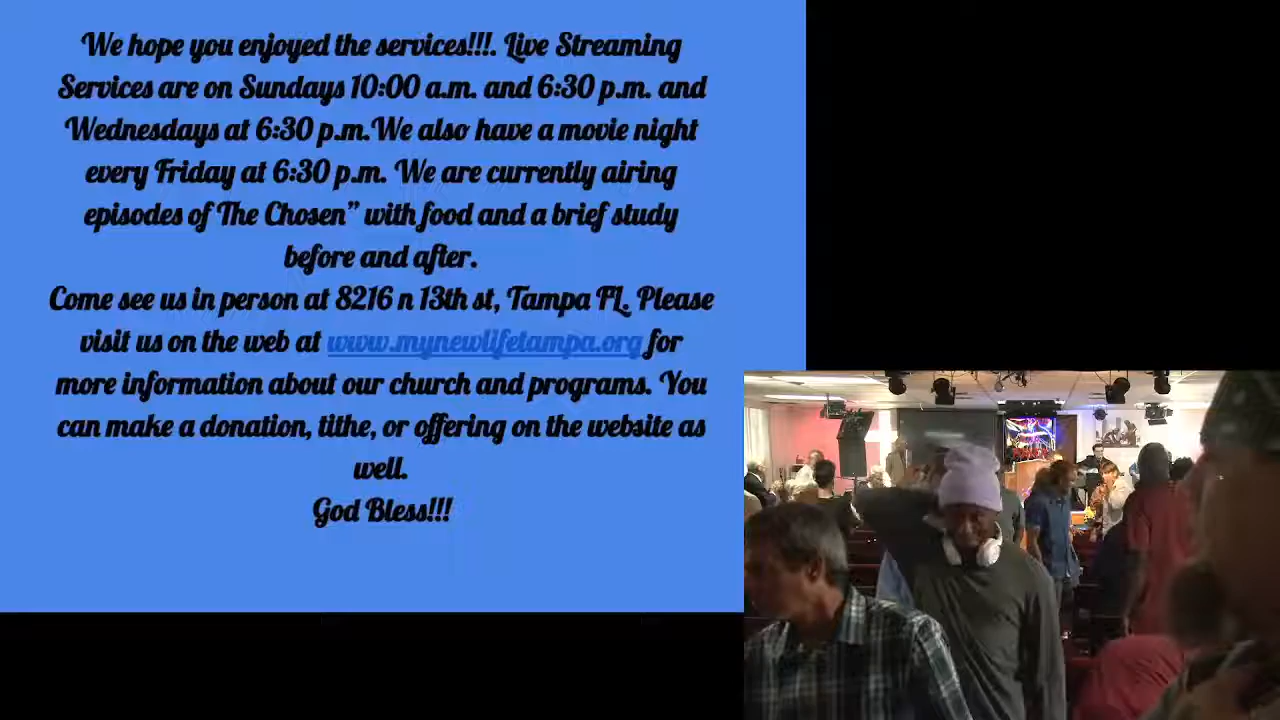 We hope you enjoyed the services!!!. Live Streaming
Services are on Sundays 10:00 a.m. and 6:30 p.m. and
Wednesdays at 6:30 p.m.We also have a movie night
every Friday at 6:30 p.m. We are currently airing
episodes of The Chosen” with food and a brief study
before and after.
Come see us in person at 8216 n 13th st, Tampa FL. Please
visit us on the web at www.mynewlifetampa.org for
more information about our church and programs. You
can make a donation, tithe, or offering on the website as
well.
God Bless!!!